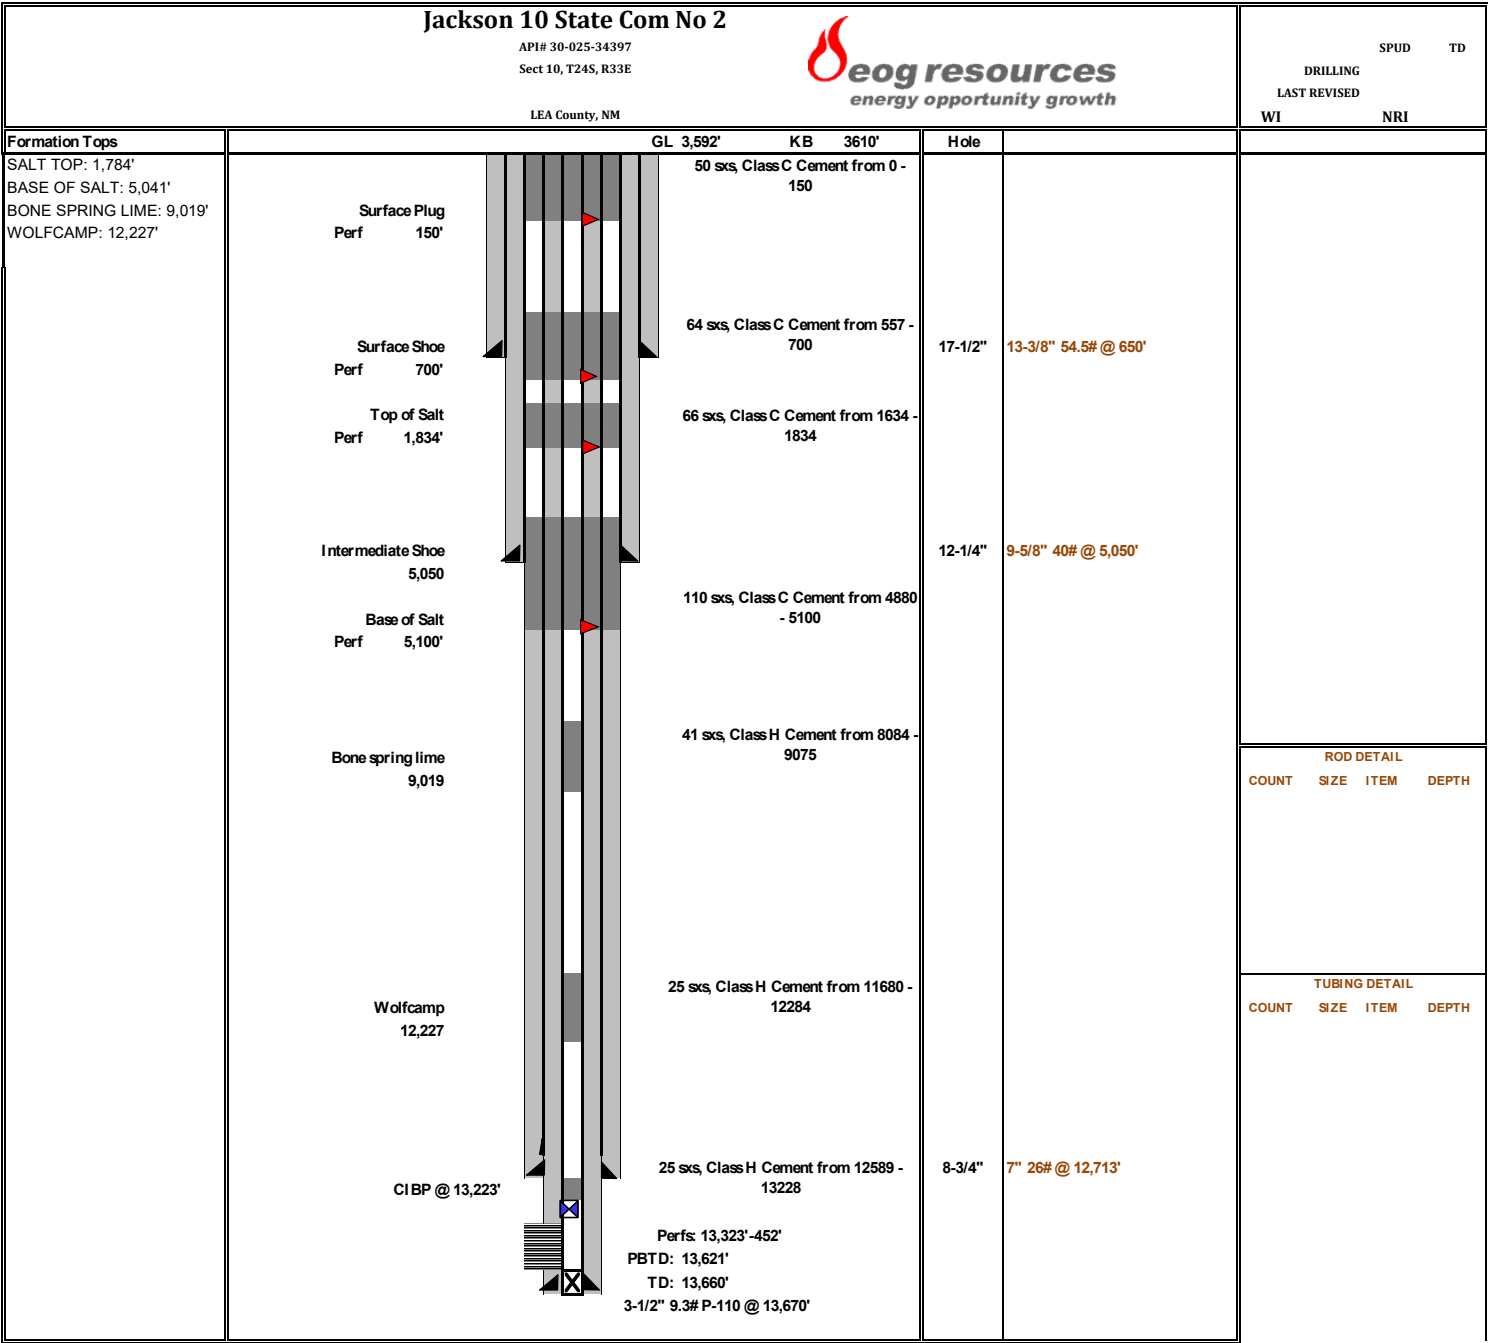 Jackson 10 State Com No 2
API# 30-025-34397
Sect 10, T24S, R33E
LEA County, NM
eog resources
energy opportunity growth
SPUD TD
DRILLING
LAST REVISED
WI NRI
Formation Tops
GL 3,592' KB 3610'
Hole
SALT TOP: 1,784'
BASE OF SALT: 5,041'
BONE SPRING LIME: 9,019'
WOLFCAMP: 12,227'
50 sxs, Class C Cement from 0 -
150
Surface Plug
Perf 150'
64 sxs, Class C Cement from 557 -
700
Surface Shoe
Perf 700'
17-1/2" 13-3/8" 54.5# @ 650'
Top of Salt
Perf 1,834'
66 sxs, Class C Cement from 1634 -
1834
Intermediate Shoe
5,050
12-1/4" 9-5/8" 40# @ 5,050'
110 sxs, Class C Cement from 4880
- 5100
Base of Salt
Perf 5,100'
41 sxs, Class H Cement from 8084 -
9075
Bone spring lime
9,019
ROD DETAIL
COUNT SIZE ITEM DEPTH
25 sxs, Class H Cement from 11680 -
12284
Wolfcamp
12,227
TUBING DETAIL
COUNT SIZE ITEM DEPTH
25 sxs, Class H Cement from 12589 -
13228
8-3/4" 7" 26# @ 12,713'
CIBP @ 13,223'
Perfs: 13,323'-452'
PBTD: 13,621'
TD: 13,660'
3-1/2" 9.3# P-110 @ 13,670'